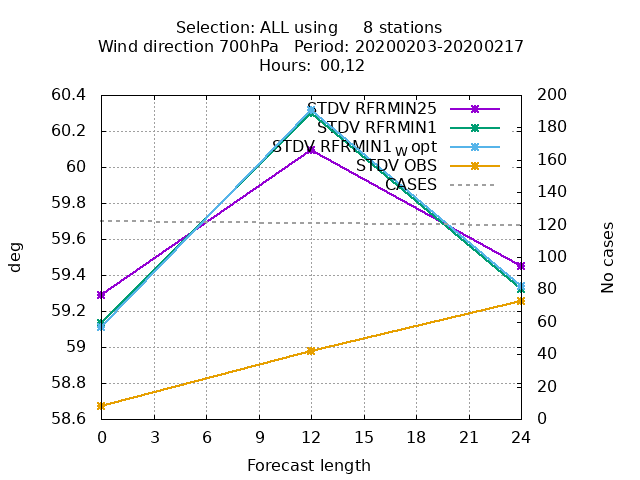 Selection: ALL using 8 stations
Wind direction 700hPa Period: 20200203-20200217
Hours: 00,12
60.4
60.2
60
59.8
59.6
59.4
59.2
59
58.8
58.6
deg
200
180
160
140
120
100
80
60
40
20
0
No cases
STDV RFRMIN25
STDV RFRMIN1
STDV RFRMIN1wopt
STDV OBS
CASES
0 3 6 9 12 15 18 21 24
Forecast length